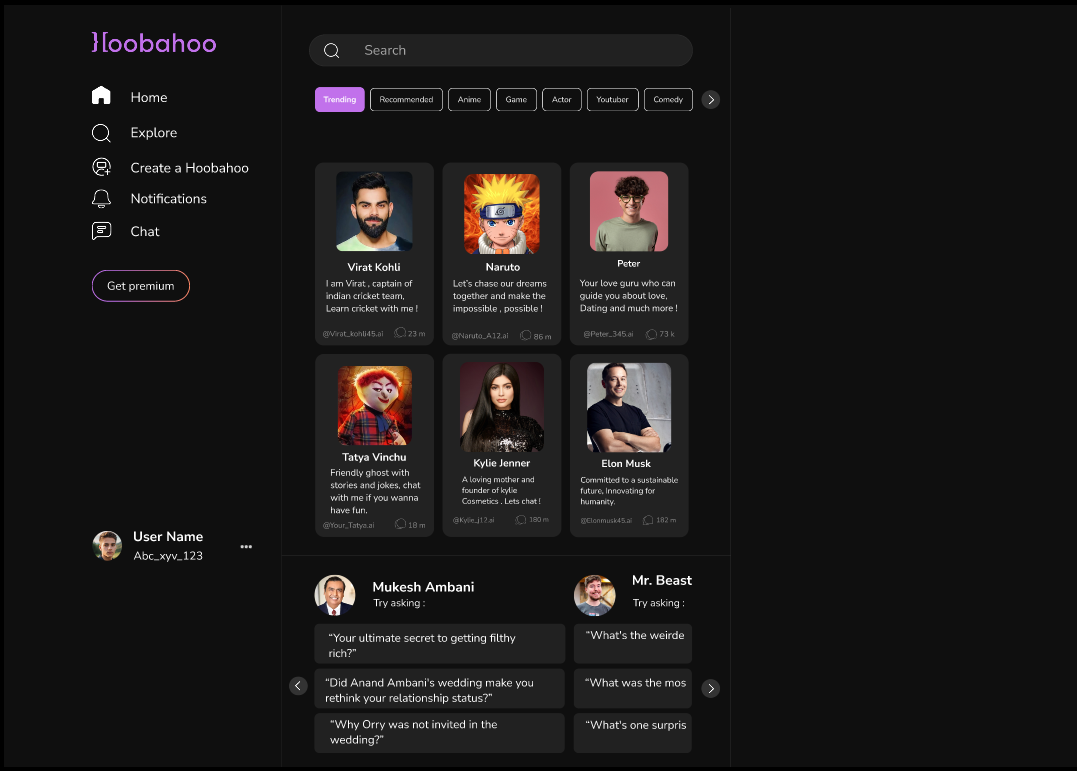 Hoobahoo
Home
Explore
Create a Hoobahoo
Notifications
Chat
Get premium
User Name
Abc_xyv_123
Search
Trending
Recommended
Anime
Game
Actor
Youtuber
Comedy
Virat Kohli
I am Virat , captain of
indian cricket team,
Learn cricket with me !
@Virat_kohli45.ai
23 m
Naruto
Let's chase our dreams
together and make the
impossible , possible !
@Naruto_A12.ai
86 m
Peter
Your love guru who can
guide you about love,
Dating and much more !
@Peter_345.ai
73 k
Tatya Vinchu
Friendly ghost with
stories and jokes, chat
with me if you wanna
have fun.
@Your_Tatya.ai
18 m
Kylie Jenner
A loving mother and
founder of kylie
Cosmetics . Lets chat !
@Kylie_j12.ai
180 m
Elon Musk
Committed to a sustainable
future, Innovating for
humanity.
@Elonmusk45.ai
182 m
Mukesh Ambani
Try asking :
“Your ultimate secret to getting filthy
rich?”
“Did Anand Ambani's wedding make you
rethink your relationship status?”
“Why Orry was not invited in the
wedding?”
Mr. Beast
Try asking :
“What's the weirde
“What was the mos
“What's one surpris